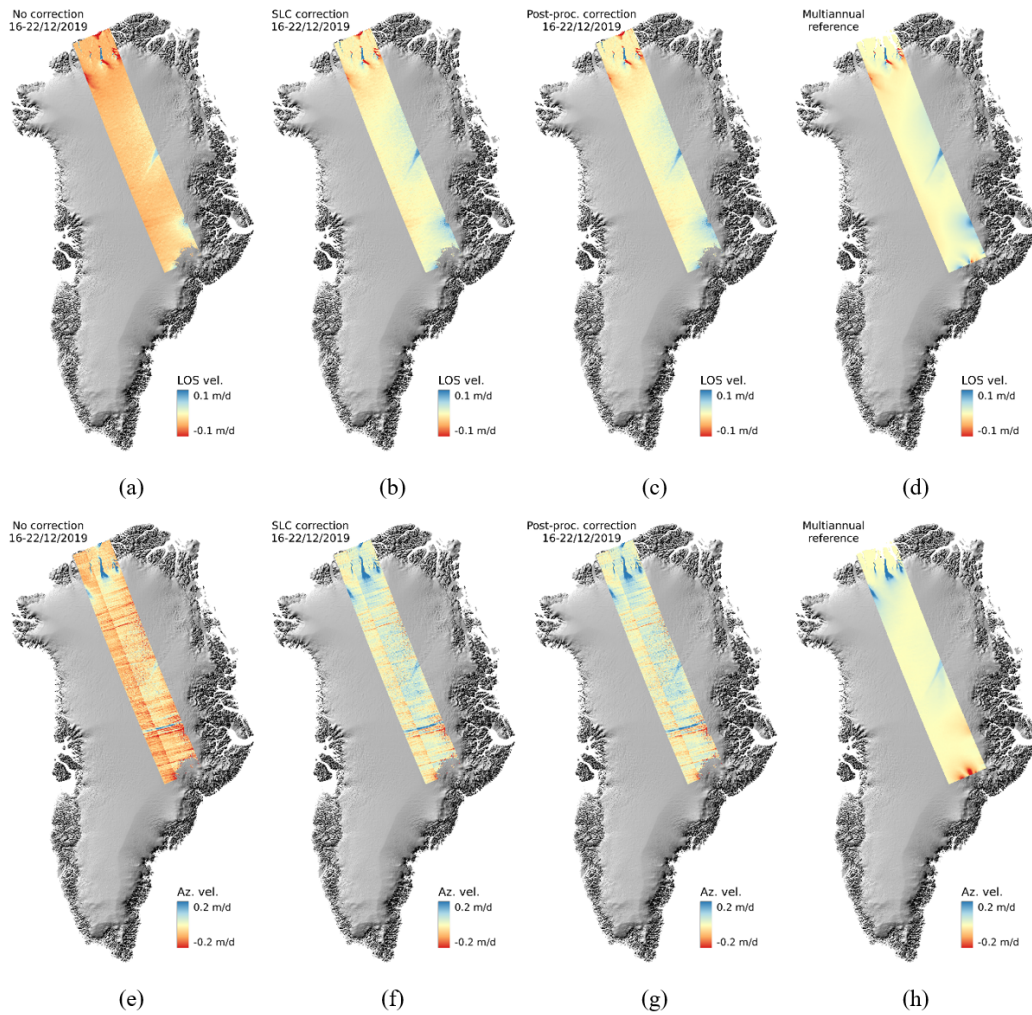 No correction
16-22/12/2019
SLC correction
16-22/12/2019
Post-proc. correction
16-22/12/2019
Multiannual
reference
LOS vel.
0.1 m/d
-0.1 m/d
LOS vel.
0.1 m/d
-0.1 m/d
LOS vel.
0.1 m/d
-0.1 m/d
LOS vel.
0.1 m/d
-0.1 m/d
(a)
(b)
(c)
(d)
No correction
16-22/12/2019
SLC correction
16-22/12/2019
Post-proc. correction
16-22/12/2019
Multiannual
reference
Az. vel.
0.2 m/d
-0.2 m/d
Az. vel.
0.2 m/d
-0.2 m/d
Az. vel.
0.2 m/d
-0.2 m/d
Az. vel.
0.2 m/d
-0.2 m/d
(e)
(f)
(g)
(h)